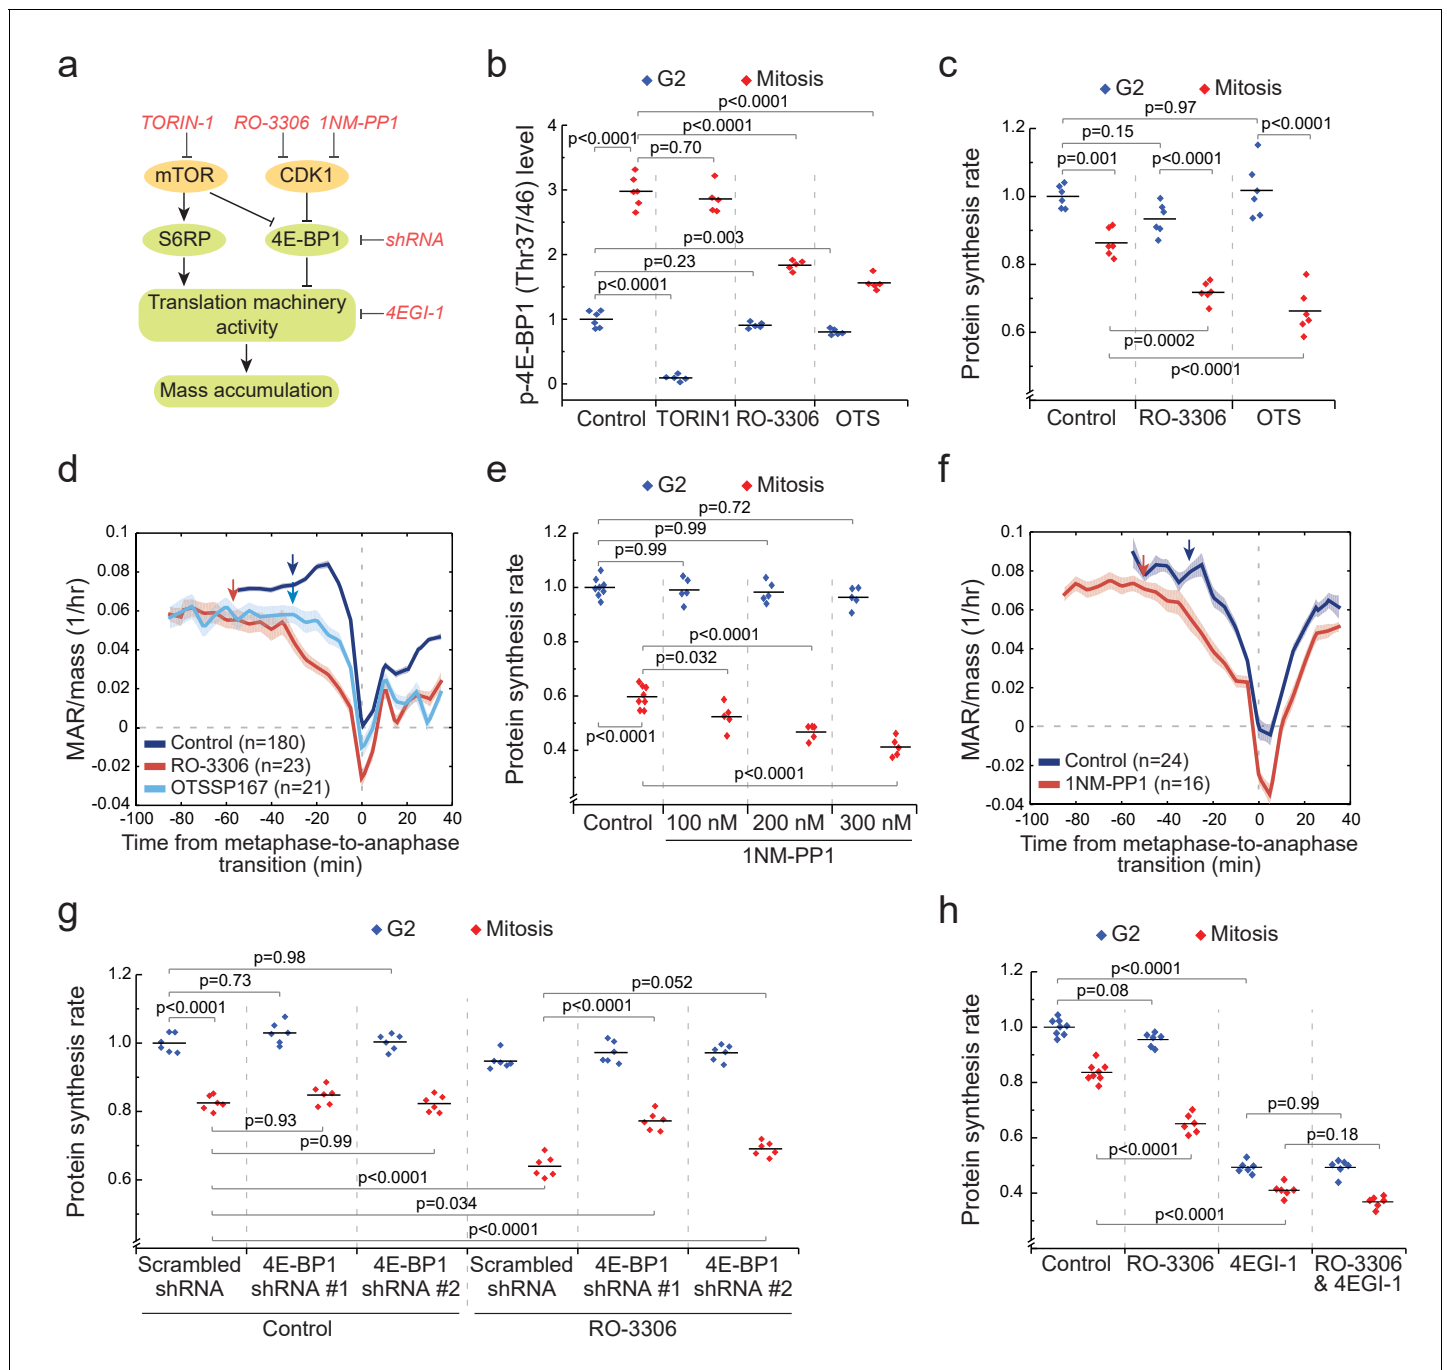 a
TORIN-1 RO-3306 1NM-PP1
mTOR CDK1
S6RP 4E-BP1 shRNA
Translation machinery
activity
4EGI-1
Mass accumulation
b
G2 Mitosis
p<0.0001
p<0.0001 p<0.0001
p=0.70
p=0.003
p=0.23
p<0.0001
p-4E-BP1 (Thr37/46) level
4
3
2
1
0
Control TORIN1 RO-3306 OTS
c
G2 Mitosis
p=0.97
p=0.15 p<0.0001
p=0.001 p<0.0001
p=0.0002
p<0.0001
Protein synthesis rate
1.2
1.0
0.8
0.6
Control RO-3306 OTS
d
MAR/mass (1/hr)
0.1
0.08
0.06
0.04
0.02
0
-0.02
-0.04
Control (n=180)
RO-3306 (n=23)
OTSSP167 (n=21)
-100 -80 -60 -40 -20 0 20 40
Time from metaphase-to-anaphase
transition (min)
e
G2 Mitosis
p=0.72
p=0.99
p=0.99
p<0.0001
p=0.032
p<0.0001
p<0.0001
Protein synthesis rate
1.2
1.0
0.8
0.6
0.4
Control 100 nM 200 nM 300 nM
1NM-PP1
f
MAR/mass (1/hr)
0.1
0.08
0.06
0.04
0.02
0
-0.02
-0.04
Control (n=24)
1NM-PP1 (n=16)
-100 -80 -60 -40 -20 0 20 40
Time from metaphase-to-anaphase
transition (min)
g
G2 Mitosis
p=0.98
p=0.73
p<0.0001
p=0.052
p<0.0001
p=0.93
p=0.99
p<0.0001
p=0.034
p<0.0001
Protein synthesis rate
1.2
1.0
0.8
0.6
Scrambled 4E-BP1 4E-BP1 Scrambled 4E-BP1 4E-BP1
shRNA shRNA #1 shRNA #2 shRNA shRNA #1 shRNA #2
Control RO-3306
h
G2 Mitosis
p<0.0001
p=0.08
p=0.99
p=0.18
p<0.0001
p<0.0001
Protein synthesis rate
1.2
1.0
0.8
0.6
0.4
Control RO-3306 4EGI-1 RO-3306
& 4EGI-1